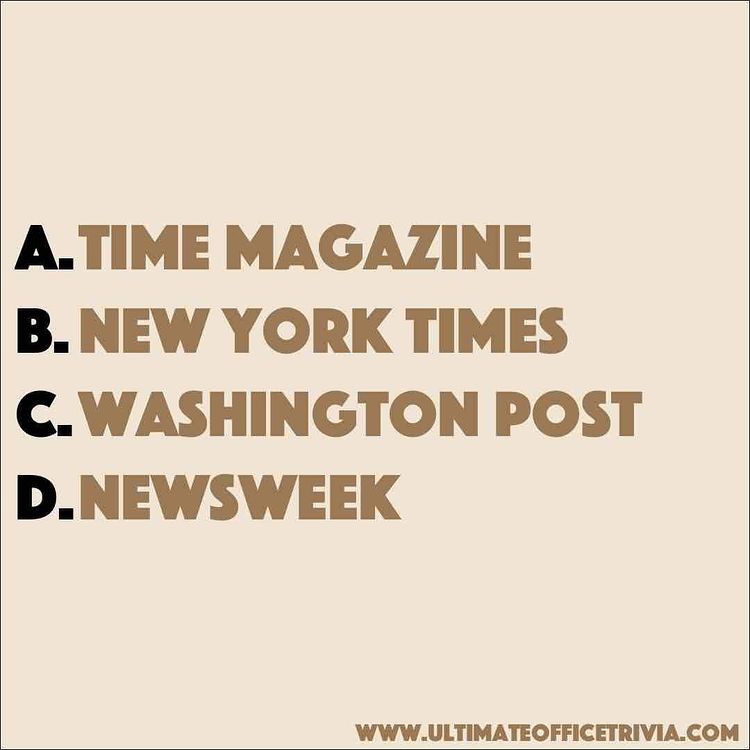 A. TIME MAGAZINE
B. NEW YORK TIMES
C. WASHINGTON POST
D. NEWSWEEK
WWW.ULTIMATEOFFICETRIVIA.COM